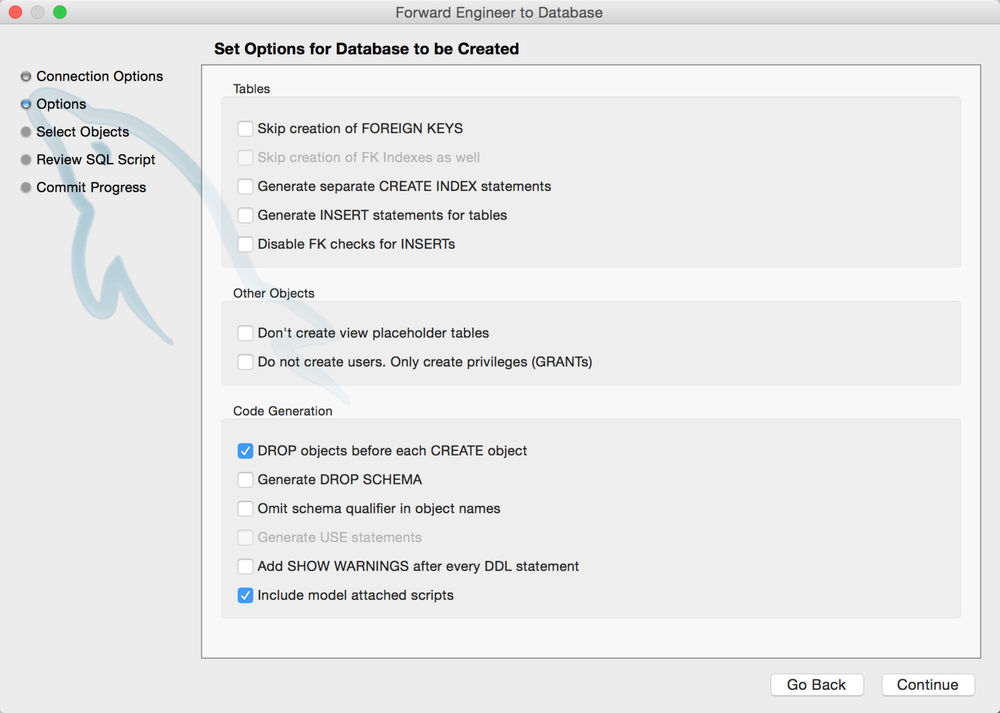 Forward Engineer to Database
Set Options for Database to be Created
Connection Options
Options
Select Objects
Review SQL Script
Commit Progress
Tables
Skip creation of FOREIGN KEYS
Skip creation of FK Indexes as well
Generate separate CREATE INDEX statements
Generate INSERT statements for tables
Disable FK checks for INSERTs
Other Objects
Don't create view placeholder tables
Do not create users. Only create privileges (GRANTs)
Code Generation
DROP objects before each CREATE object
Generate DROP SCHEMA
Omit schema qualifier in object names
Generate USE statements
Add SHOW WARNINGS after every DDL statement
Include model attached scripts
Go Back
Continue